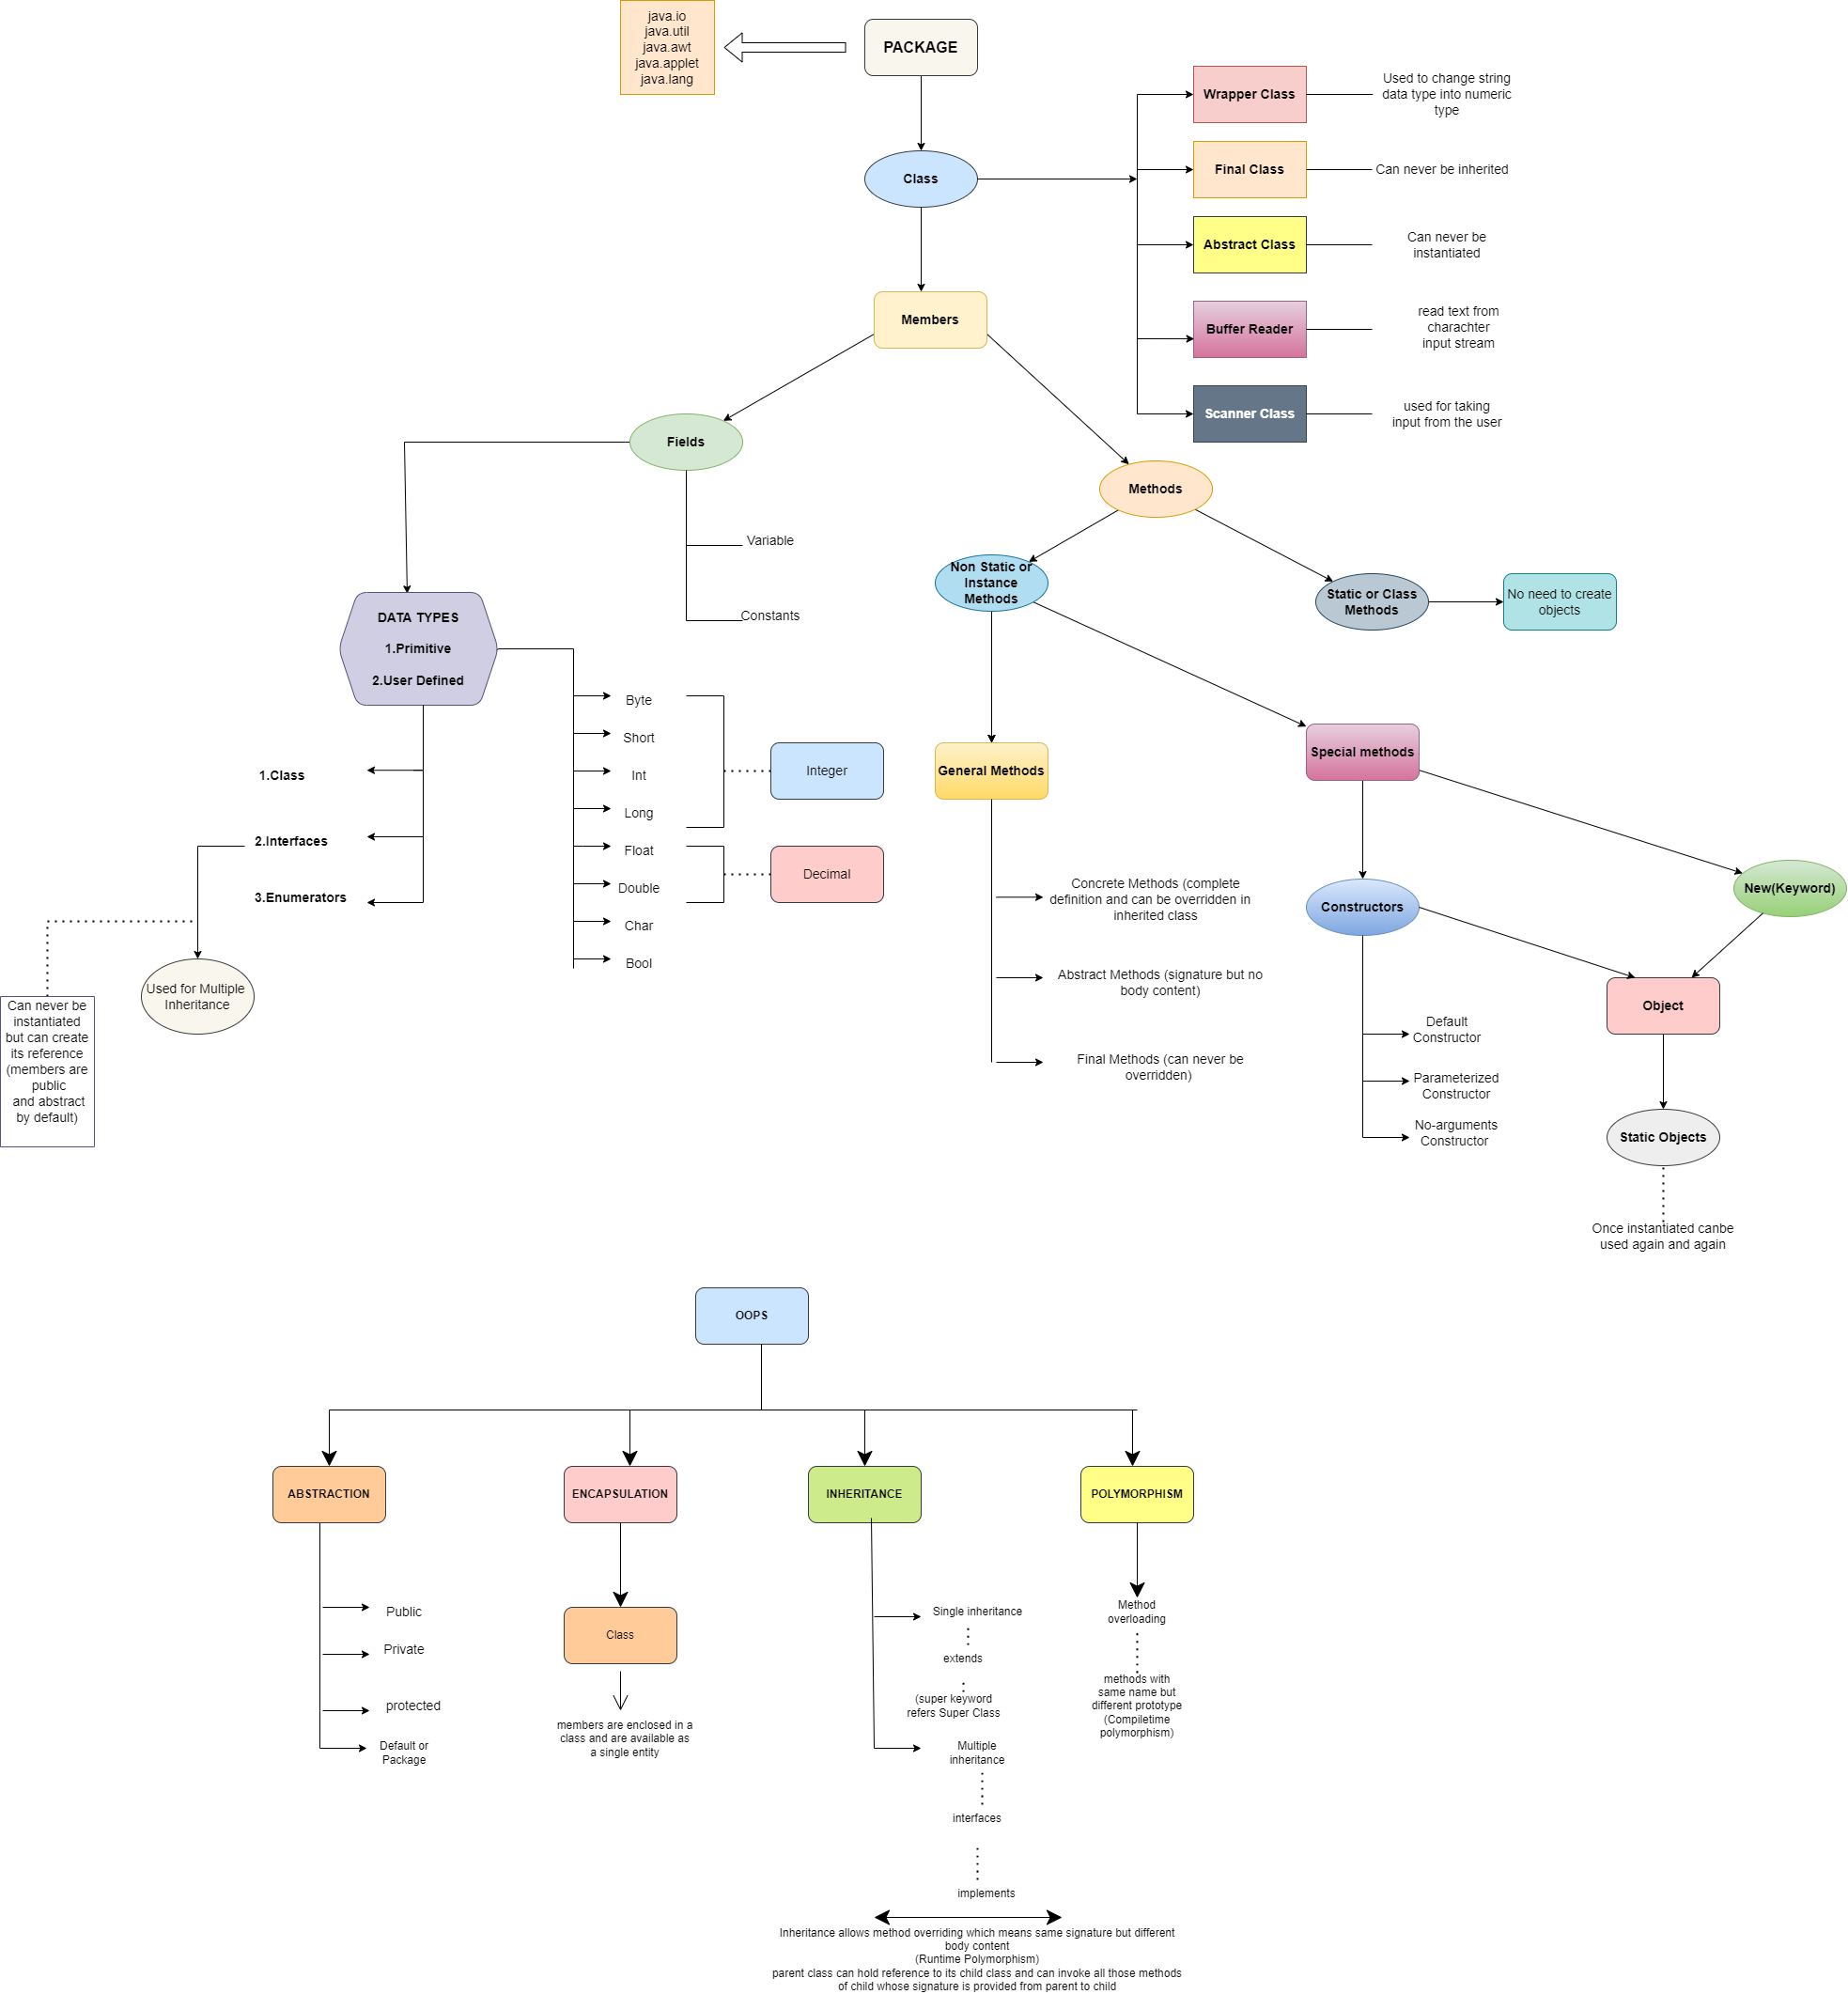 java.io
java.util
java.awt
java.applet
java.lang
PACKAGE
Class
Wrapper Class
Used to change string
data type into numeric
type
Final Class
Can never be inherited
Abstract Class
Can never be
instantiated
Buffer Reader
read text from
charachter
input stream
Scanner Class
used for taking
input from the user
Members
Fields
Variable
Constants
Methods
Non Static or
Instance
Methods
Static or Class
Methods
No need to create
objects
DATA TYPES
1.Primitive
2.User Defined
1.Class
2.Interfaces
3.Enumerators
Used for Multiple
Inheritance
Can never be
instantiated
but can create
its reference
(members are
public
and abstract
by default)
Byte
Short
Int
Long
Float
Double
Char
Bool
Integer
Decimal
General Methods
Concrete Methods (complete
definition and can be overridden in
inherited class
Abstract Methods (signature but no
body content)
Final Methods (can never be
overridden)
Special methods
Constructors
New(Keyword)
Default
Constructor
Parameterized
Constructor
No-arguments
Constructor
Object
Static Objects
Once instantiated canbe
used again and again
OOPS
ABSTRACTION
Public
Private
protected
Default or
Package
ENCAPSULATION
Class
members are enclosed in a
class and are available as
a single entity
INHERITANCE
Single inheritance
extends
(super keyword
refers Super Class
Multiple
inheritance
interfaces
implements
Inheritance allows method overriding which means same signature but different
body content
(Runtime Polymorphism)
parent class can hold reference to its child class and can invoke all those methods
of child whose signature is provided from parent to child
POLYMORPHISM
Method
overloading
methods with
same name but
different prototype
(Compiletime
polymorphism)